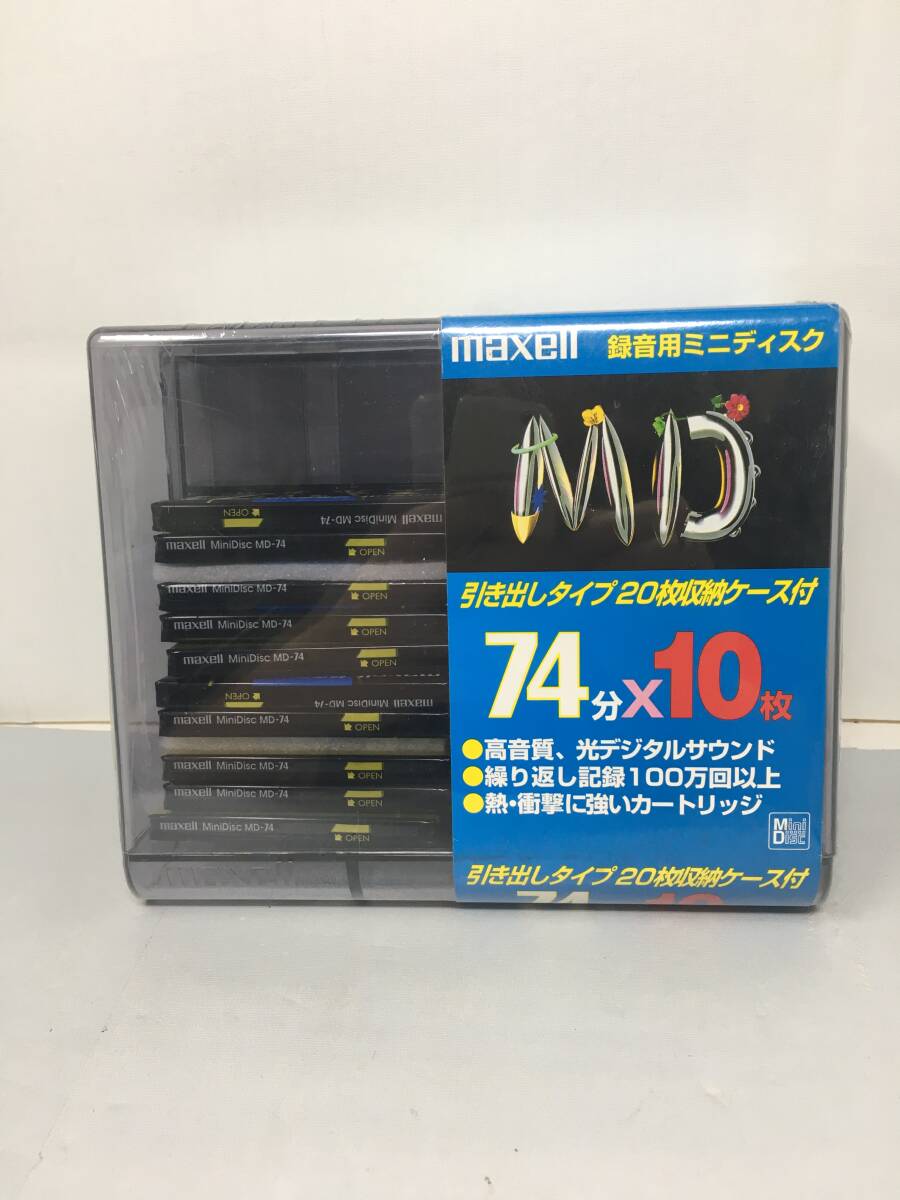 maxell 録音用ミニディスク
MD
引き出しタイプ 20枚収納ケース付
74分×10枚
●高音質、光デジタルサウンド
●繰り返し記録100万回以上
●熱・衝撃に強いカートリッジ
Mini
Disc
引き出しタイプ 20枚収納ケース付
74 10
maxell MiniDisc MD-74 OPEN
maxell MiniDisc MD-74 OPEN
maxell MiniDisc MD-74 OPEN
maxell MiniDisc MD-74 OPEN
maxell MiniDisc MD-74 OPEN
maxell MiniDisc MD-74 OPEN
maxell MiniDisc MD-74 OPEN
maxell MiniDisc MD-74 OPEN
maxell MiniDisc MD-74 OPEN
maxell MiniDisc MD-74 OPEN